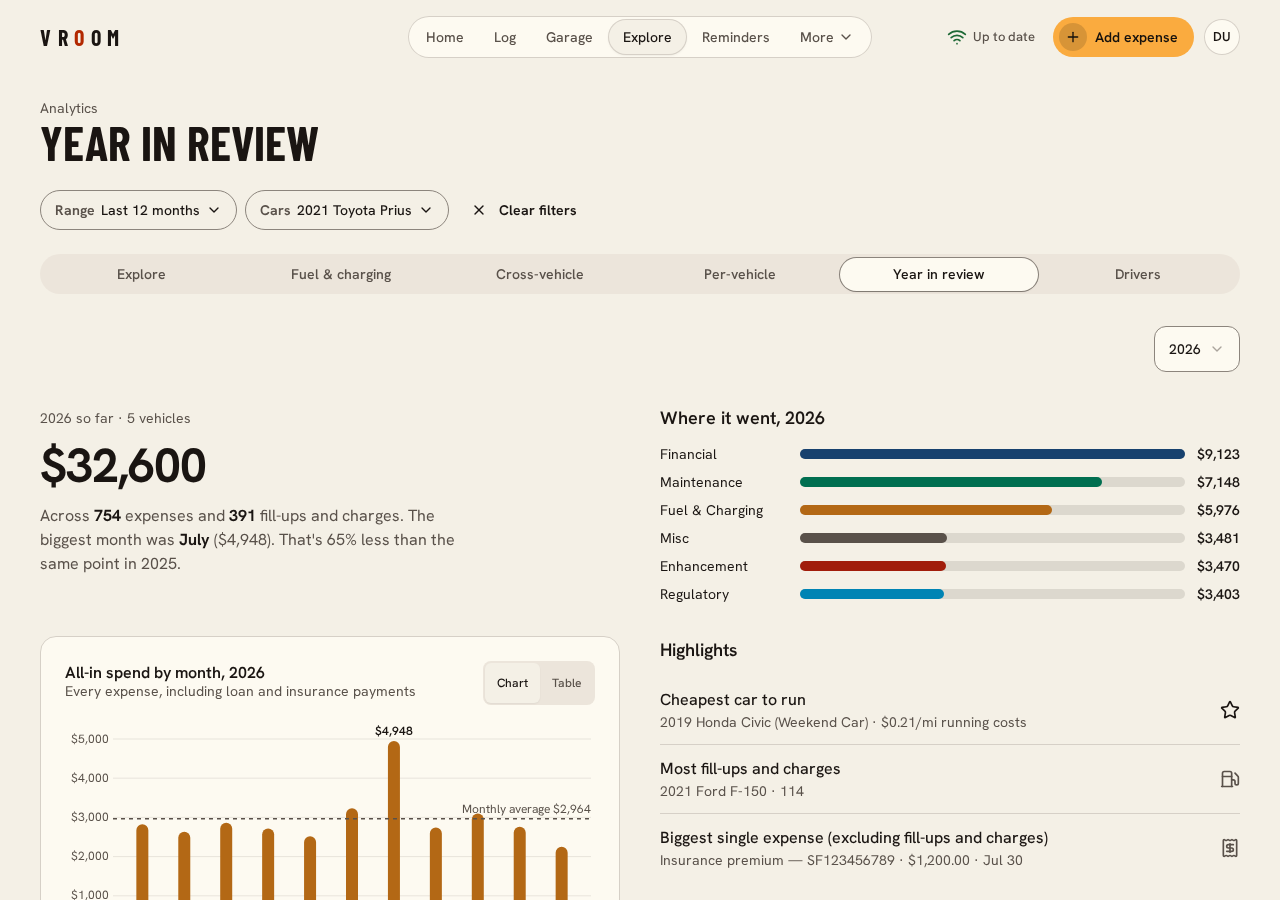 VROOM
Home
Log
Garage
Explore
Reminders
More
Up to date
Add expense
DU
Analytics
YEAR IN REVIEW
Range Last 12 months
Cars 2021 Toyota Prius
Clear filters
Explore
Fuel & charging
Cross-vehicle
Per-vehicle
Year in review
Drivers
2026
2026 so far · 5 vehicles
$32,600
Across 754 expenses and 391 fill-ups and charges. The
biggest month was July ($4,948). That's 65% less than the
same point in 2025.
Where it went, 2026
Financial $9,123
Maintenance $7,148
Fuel & Charging $5,976
Misc $3,481
Enhancement $3,470
Regulatory $3,403
All-in spend by month, 2026
Every expense, including loan and insurance payments
Chart
Table
$4,948
$5,000
$4,000
Monthly average $2,964
$3,000
$2,000
$1,000
Highlights
Cheapest car to run
2019 Honda Civic (Weekend Car) · $0.21/mi running costs
Most fill-ups and charges
2021 Ford F-150 · 114
Biggest single expense (excluding fill-ups and charges)
Insurance premium — SF123456789 · $1,200.00 · Jul 30